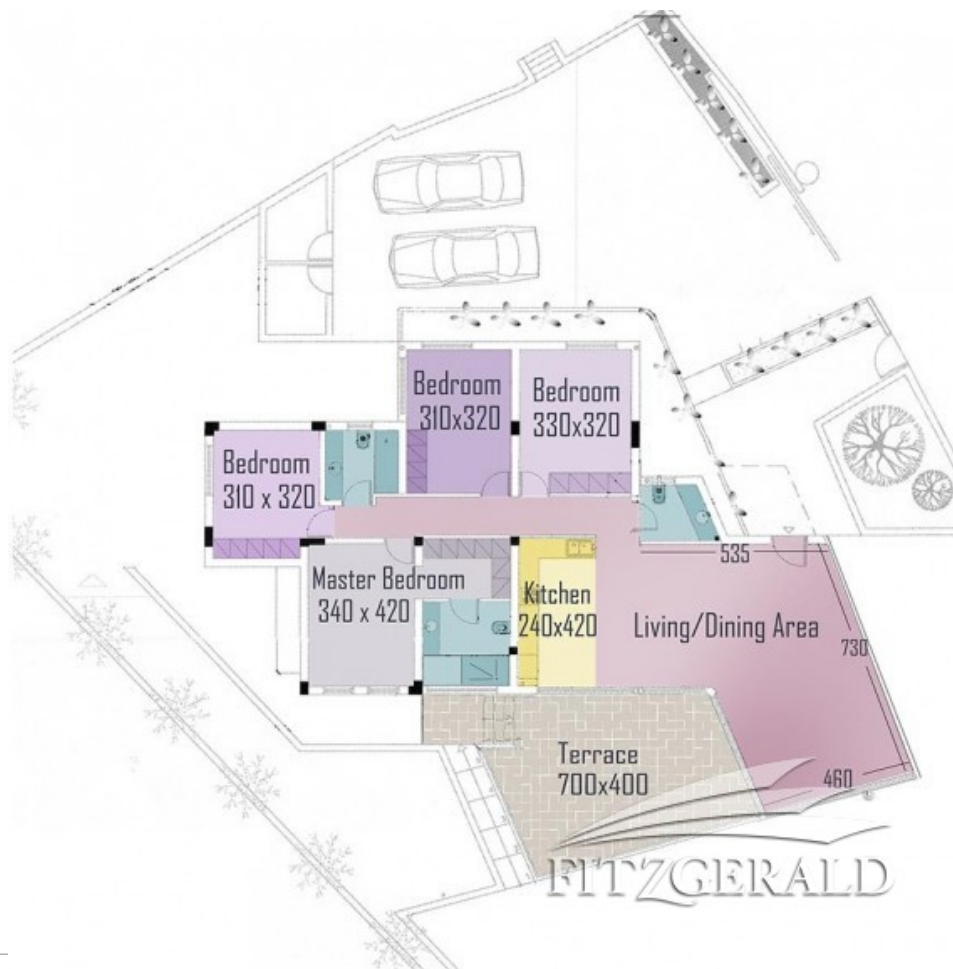 Bedroom
310x320
Bedroom
330x320
Bedroom
310 x 320
535
Master Bedroom
340 x 420
Kitchen
240x420
Living/Dining Area
730
Terrace
700x400
460
FITZGERALD